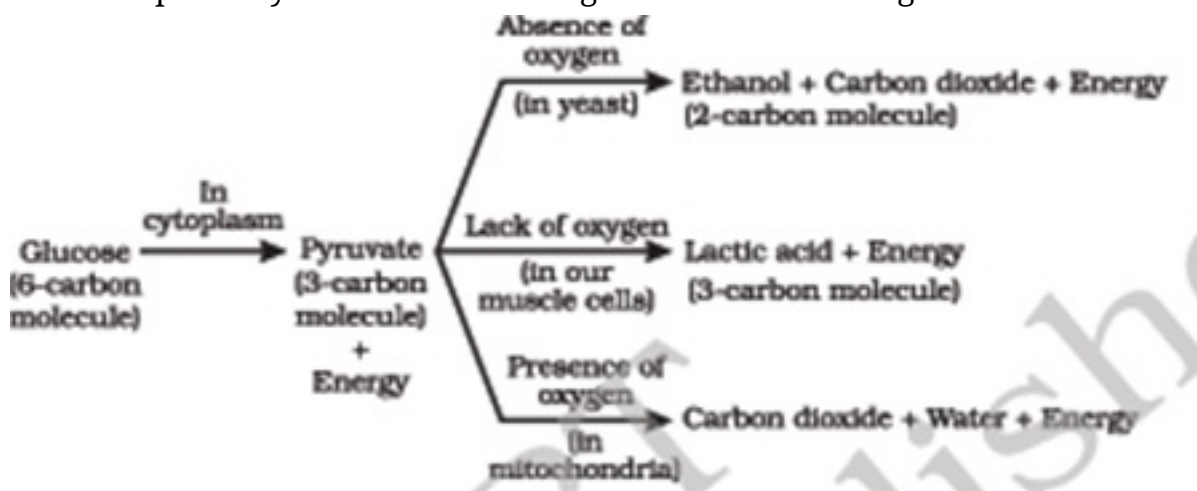 Absence of
oxygen
(in yeast)
Ethanol + Carbon dioxide + Energy
(2-carbon molecule)
In
cytoplasm
Glucose
(6-carbon
molecule)
Pyruvate
(3-carbon
molecule)
+
Energy
Lack of oxygen
(in our
muscle cells)
Lactic acid + Energy
(3-carbon molecule)
Presence of
oxygen
(in
mitochondria)
Carbon dioxide + Water + Energy